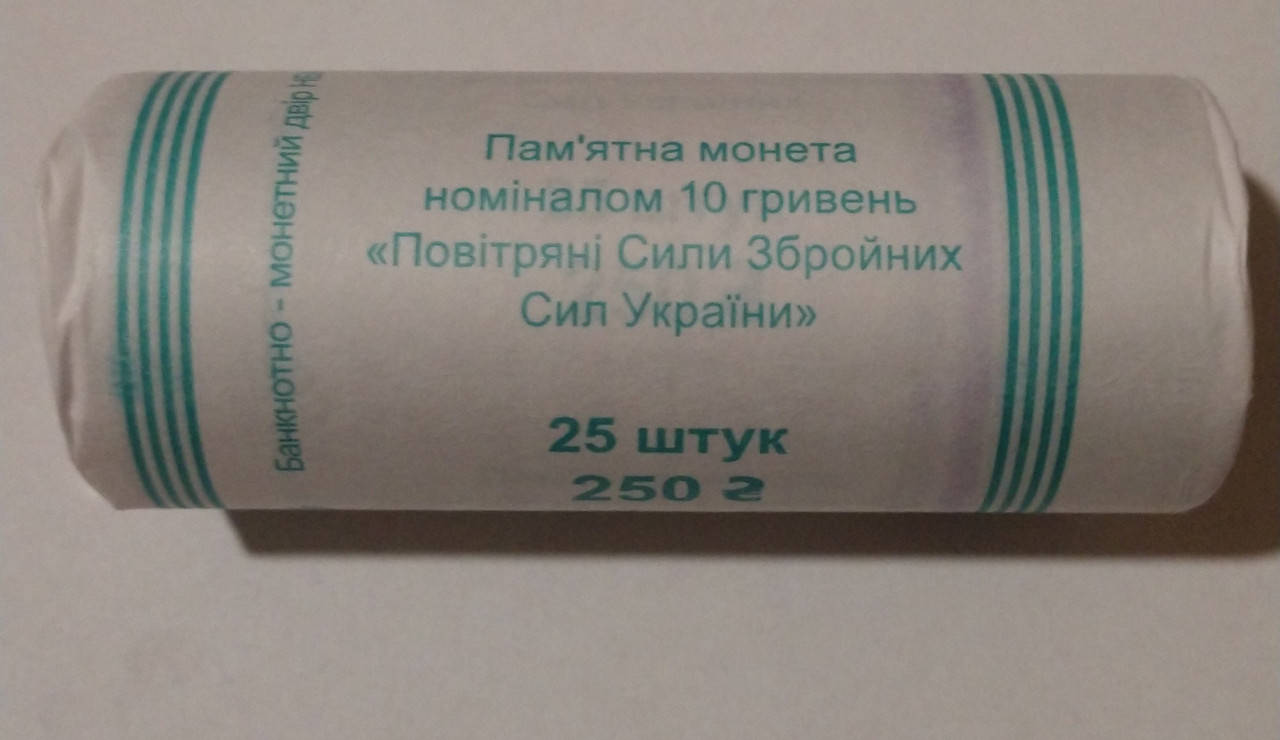 Банкнотно - монетний двір
Пам'ятна монета
номіналом 10 гривень
«Повітряні Сили Збройних
Сил України»
25 штук
250 ₴